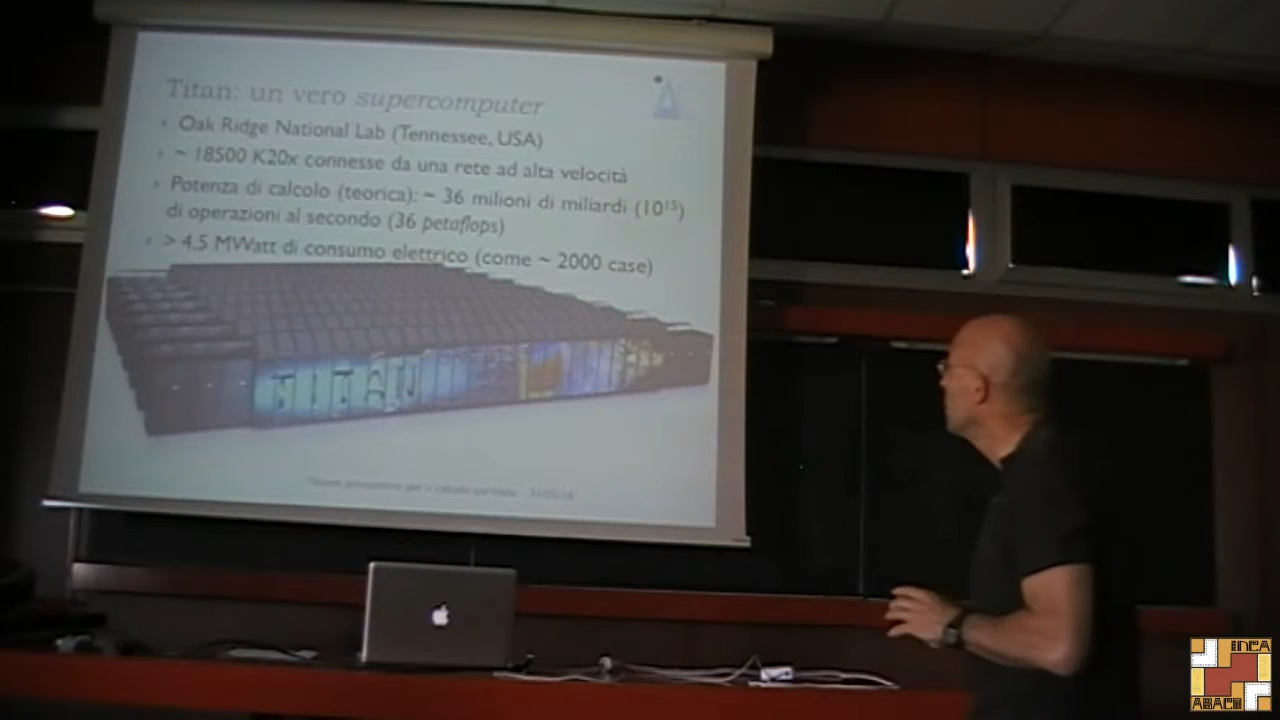 Titan: un vero supercomputer
Oak Ridge National Lab (Tennessee, USA)
~ 18500 K20x connesse da una rete ad alta velocità
Potenza di calcolo (teorica): ~ 36 milioni di miliardi (10¹⁵)
di operazioni al secondo (36 petaflops)
> 4.5 MWatt di consumo elettrico (come ~ 2000 case)
TITAN
INCA
ABACO